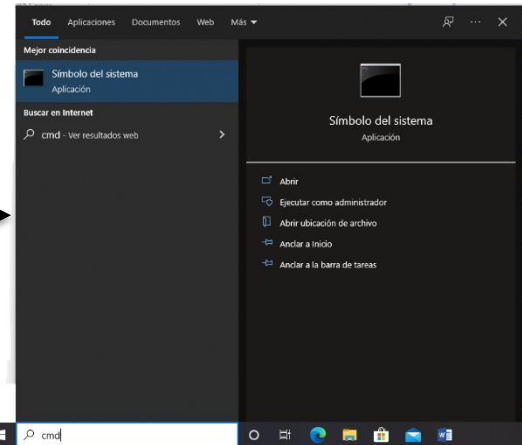 Todo Aplicaciones Documentos Web Más
Mejor coincidencia
Símbolo del sistema
Aplicación
Buscar en Internet
cmd - Ver resultados web
Símbolo del sistema
Aplicación
Abrir
Ejecutar como administrador
Abrir ubicación de archivo
Anclar a Inicio
Anclar a la barra de tareas
cmd